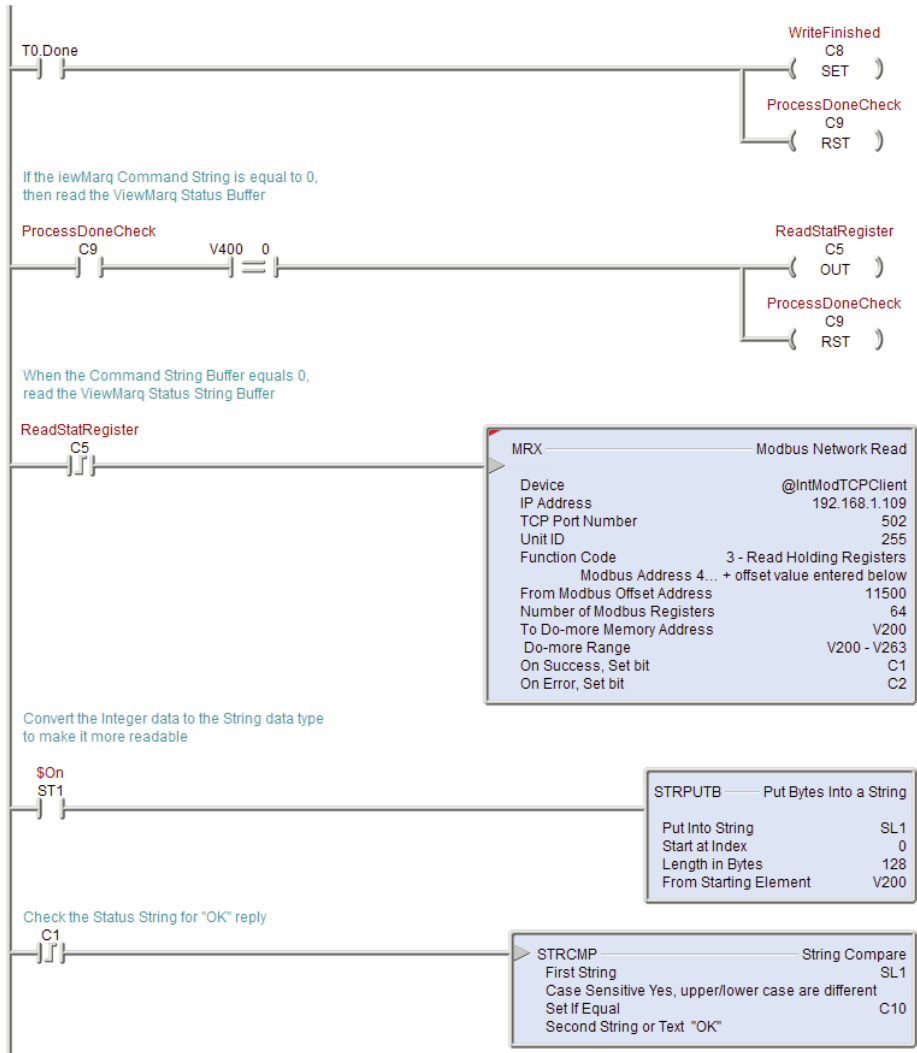 WriteFinished
T0.Done
C8
SET
ProcessDoneCheck
C9
RST
If the iewMarq Command String is equal to 0,
then read the ViewMarq Status Buffer
ProcessDoneCheck
ReadStatRegister
C9
V400 0
C5
OUT
ProcessDoneCheck
C9
RST
When the Command String Buffer equals 0,
read the ViewMarq Status String Buffer
ReadStatRegister
C5
MRX Modbus Network Read
Device @IntModTCPClient
IP Address 192.168.1.109
TCP Port Number 502
Unit ID 255
Function Code 3 - Read Holding Registers
Modbus Address 4... + offset value entered below
From Modbus Offset Address 11500
Number of Modbus Registers 64
To Do-more Memory Address V200
Do-more Range V200 - V263
On Success, Set bit C1
On Error, Set bit C2
Convert the Integer data to the String data type
to make it more readable
$On
ST1
STRPUTB Put Bytes Into a String
Put Into String SL1
Start at Index 0
Length in Bytes 128
From Starting Element V200
Check the Status String for "OK" reply
C1
STRCMP String Compare
First String SL1
Case Sensitive Yes, upper/lower case are different
Set If Equal C10
Second String or Text "OK"